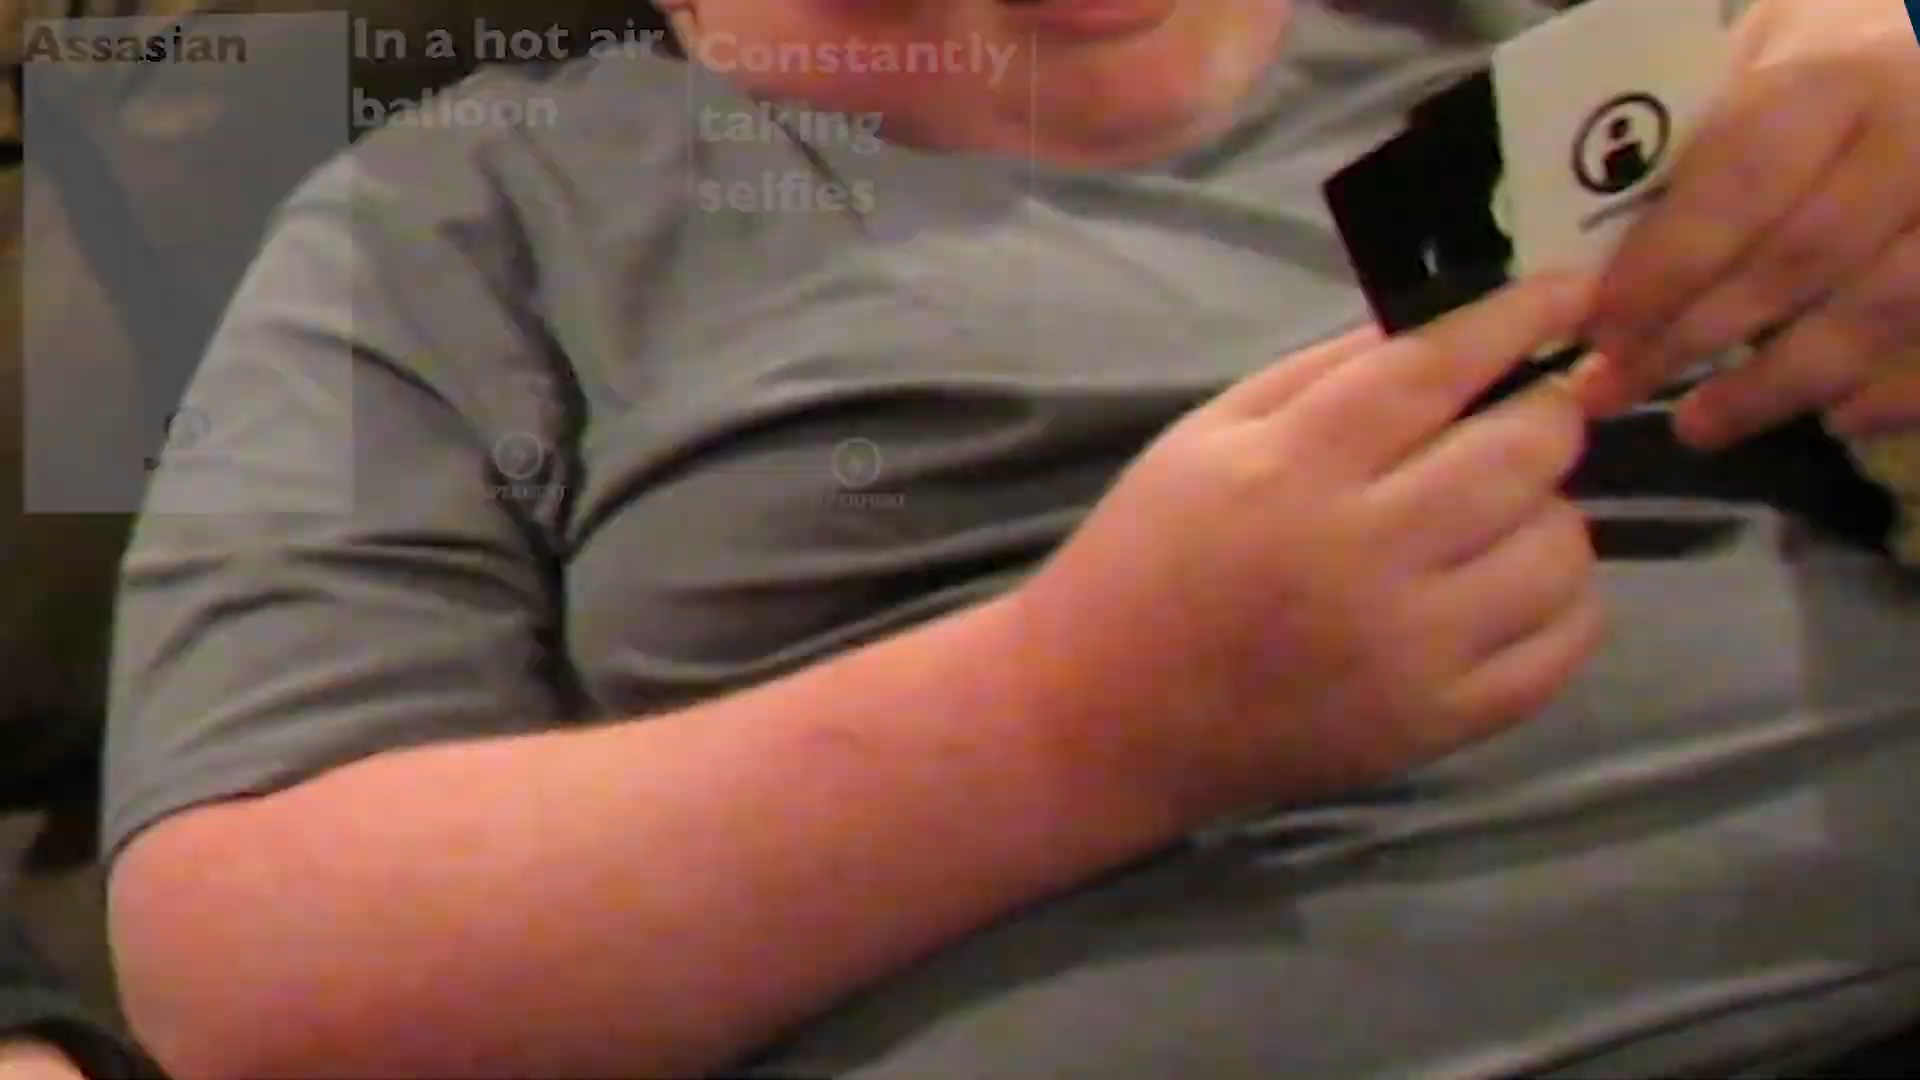 Assasian
In a hot air
balloon
Constantly
taking
selfies